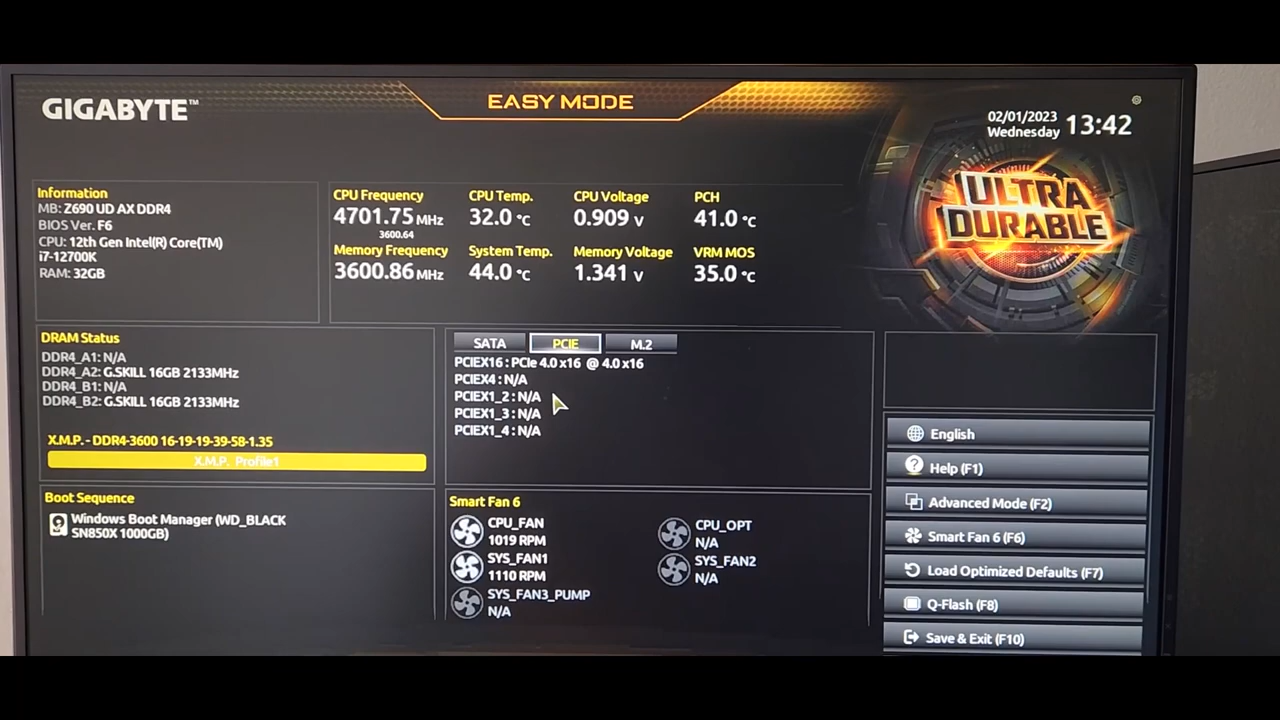 GIGABYTE™
EASY MODE
02/01/2023
Wednesday
13:42
ULTRA
DURABLE
Information
MB: Z690 UD AX DDR4
BIOS Ver. F6
CPU: 12th Gen Intel(R) Core(TM)
i7-12700K
RAM: 32GB
CPU Frequency
4701.75 MHz
3600.64
CPU Temp.
32.0 °C
CPU Voltage
0.909 V
PCH
41.0 °C
Memory Frequency
3600.86 MHz
System Temp.
44.0 °C
Memory Voltage
1.341 V
VRM MOS
35.0 °C
DRAM Status
DDR4_A1: N/A
DDR4_A2: G.SKILL 16GB 2133MHz
DDR4_B1: N/A
DDR4_B2: G.SKILL 16GB 2133MHz
X.M.P. - DDR4-3600 16-19-19-39-58-1.35
X.M.P. Profile1
SATA
PCIE
M.2
PCIEX16 : PCIe 4.0 x16 @ 4.0 x16
PCIEX4 : N/A
PCIEX1_2 : N/A
PCIEX1_3 : N/A
PCIEX1_4 : N/A
Boot Sequence
Windows Boot Manager (WD_BLACK
SN850X 1000GB)
Smart Fan 6
CPU_FAN
1019 RPM
CPU_OPT
N/A
SYS_FAN1
1110 RPM
SYS_FAN2
N/A
SYS_FAN3_PUMP
N/A
English
Help (F1)
Advanced Mode (F2)
Smart Fan 6 (F6)
Load Optimized Defaults (F7)
Q-Flash (F8)
Save & Exit (F10)